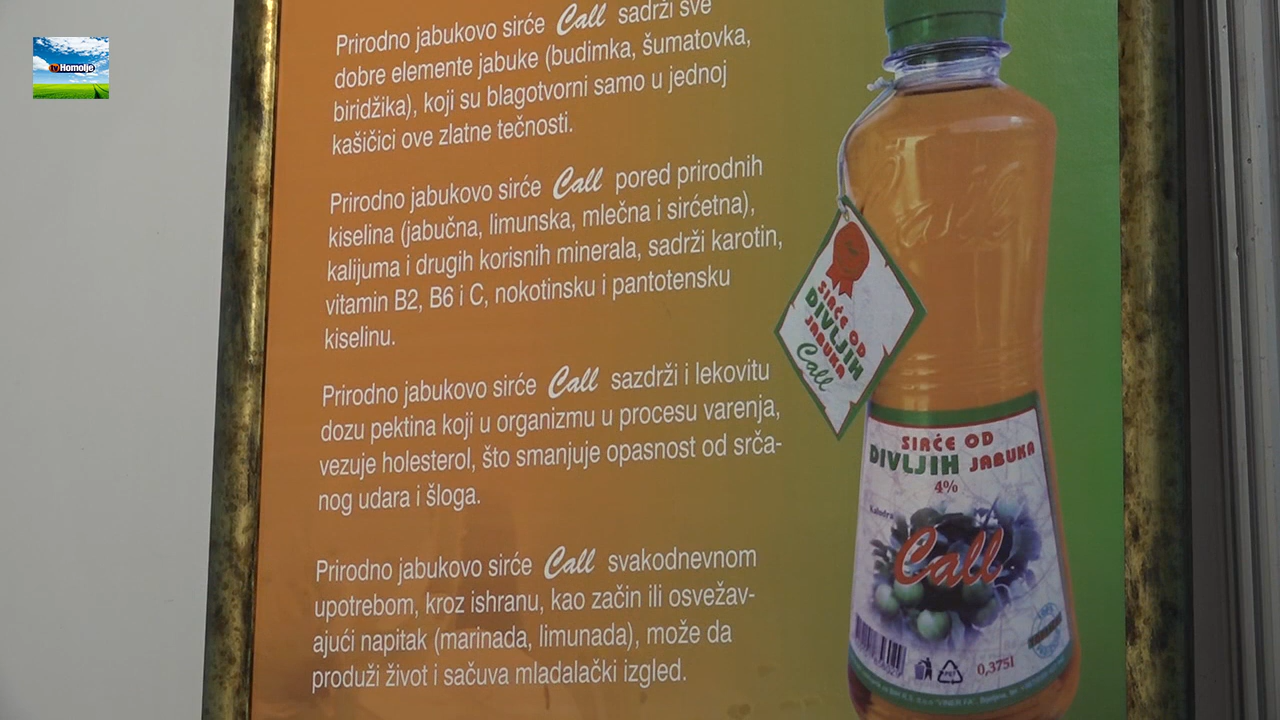 tv Homolje
Prirodno jabukovo sirće Call sadrži sve
dobre elemente jabuke (budimka, šumatovka,
biridžika), koji su blagotvorni samo u jednoj
kašičici ove zlatne tečnosti.
Prirodno jabukovo sirće Call pored prirodnih
kiselina (jabučna, limunska, mlečna i sirćetna),
kalijuma i drugih korisnih minerala, sadrži karotin,
vitamin B2, B6 i C, nokotinsku i pantotensku
kiselinu.
Prirodno jabukovo sirće Call sazdrži i lekovitu
dozu pektina koji u organizmu u procesu varenja,
vezuje holesterol, što smanjuje opasnost od srča-
nog udara i šloga.
Prirodno jabukovo sirće Call svakodnevnom
upotrebom, kroz ishranu, kao začin ili osvežav-
ajući napitak (marinada, limunada), može da
produži život i sačuva mladalački izgled.
Call
SIRĆE OD
DIVLJIH
JABUKA
Call
SIRĆE OD
DIVLJIH JABUKA
4%
Call
PET
0,375l